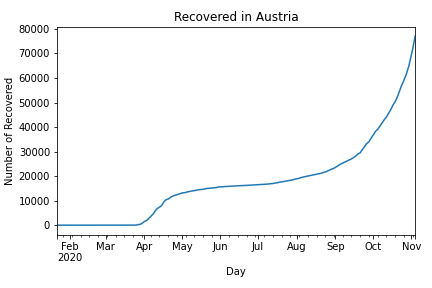 Recovered in Austria
80000
70000
60000
50000
40000
30000
20000
10000
0
Number of Recovered
Feb Mar Apr May Jun Jul Aug Sep Oct Nov
2020
Day